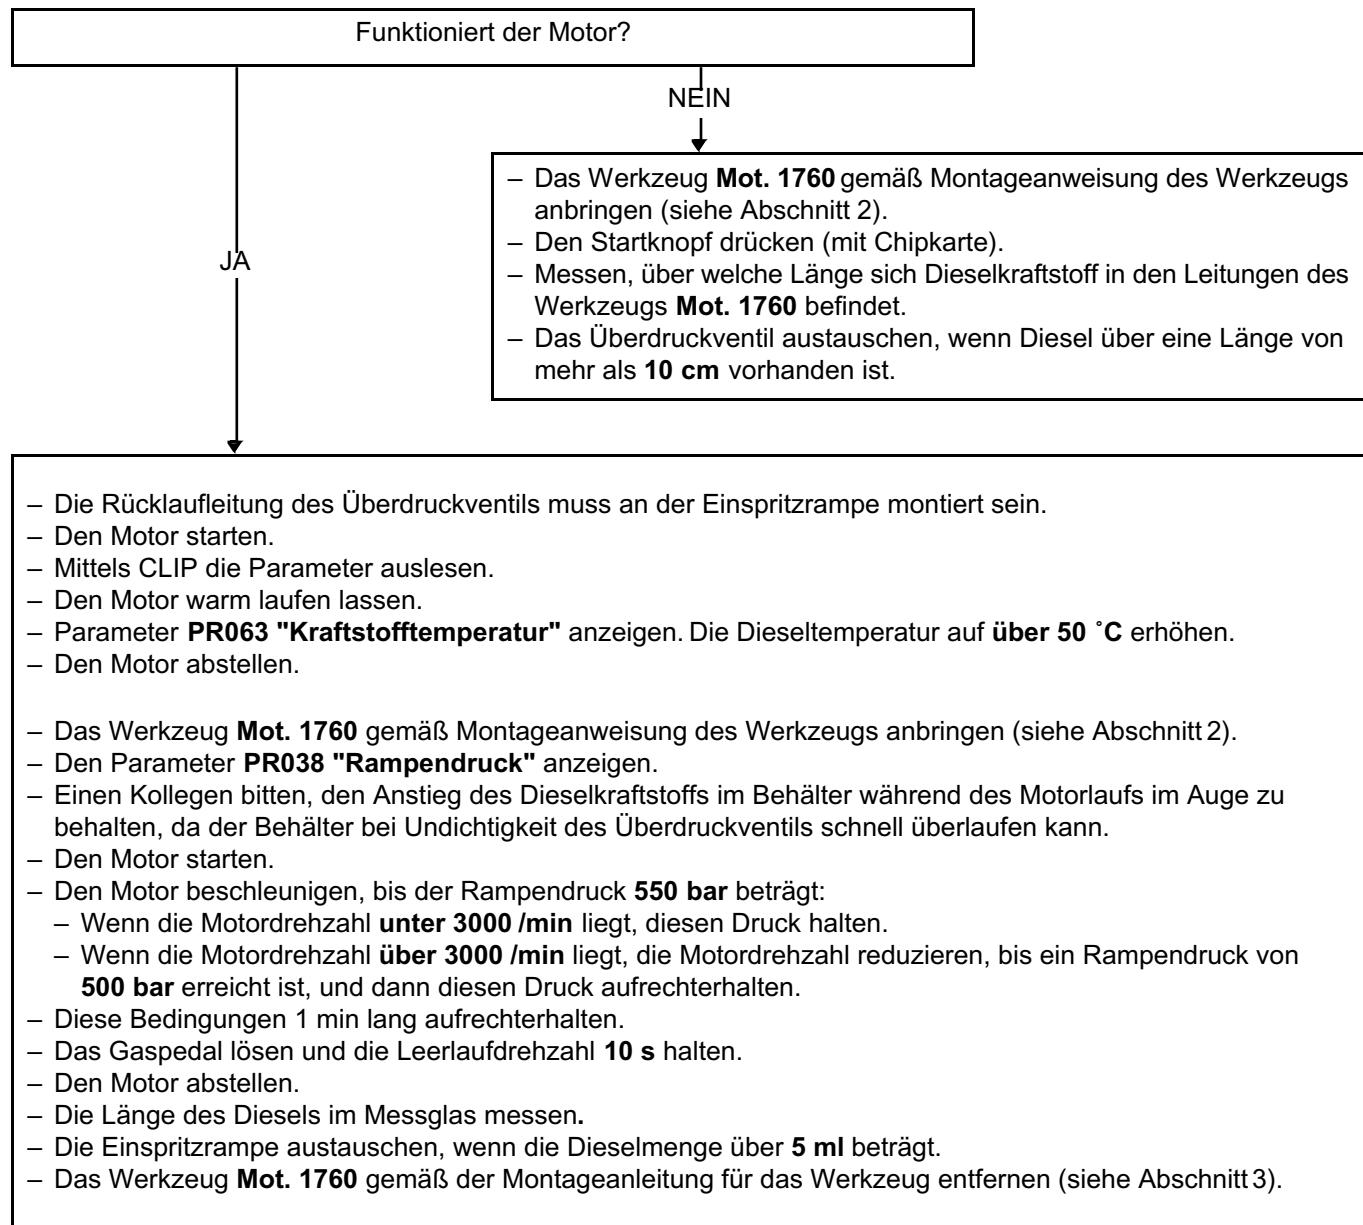 Funktioniert der Motor?
NEIN
– Das Werkzeug Mot. 1760 gemäß Montageanweisung des Werkzeugs
anbringen (siehe Abschnitt 2).
– Den Startknopf drücken (mit Chipkarte).
– Messen, über welche Länge sich Dieselkraftstoff in den Leitungen des
Werkzeugs Mot. 1760 befindet.
– Das Überdruckventil austauschen, wenn Diesel über eine Länge von
mehr als 10 cm vorhanden ist.
JA
– Die Rücklaufleitung des Überdruckventils muss an der Einspritzrampe montiert sein.
– Den Motor starten.
– Mittels CLIP die Parameter auslesen.
– Den Motor warm laufen lassen.
– Parameter PR063 "Kraftstofftemperatur" anzeigen. Die Dieseltemperatur auf über 50 ˚C erhöhen.
– Den Motor abstellen.
– Das Werkzeug Mot. 1760 gemäß Montageanweisung des Werkzeugs anbringen (siehe Abschnitt 2).
– Den Parameter PR038 "Rampendruck" anzeigen.
– Einen Kollegen bitten, den Anstieg des Dieselkraftstoffs im Behälter während des Motorlaufs im Auge zu
behalten, da der Behälter bei Undichtigkeit des Überdruckventils schnell überlaufen kann.
– Den Motor starten.
– Den Motor beschleunigen, bis der Rampendruck 550 bar beträgt:
– Wenn die Motordrehzahl unter 3000 /min liegt, diesen Druck halten.
– Wenn die Motordrehzahl über 3000 /min liegt, die Motordrehzahl reduzieren, bis ein Rampendruck von
500 bar erreicht ist, und dann diesen Druck aufrechterhalten.
– Diese Bedingungen 1 min lang aufrechterhalten.
– Das Gaspedal lösen und die Leerlaufdrehzahl 10 s halten.
– Den Motor abstellen.
– Die Länge des Diesels im Messglas messen.
– Die Einspritzrampe austauschen, wenn die Dieselmenge über 5 ml beträgt.
– Das Werkzeug Mot. 1760 gemäß der Montageanleitung für das Werkzeug entfernen (siehe Abschnitt 3).